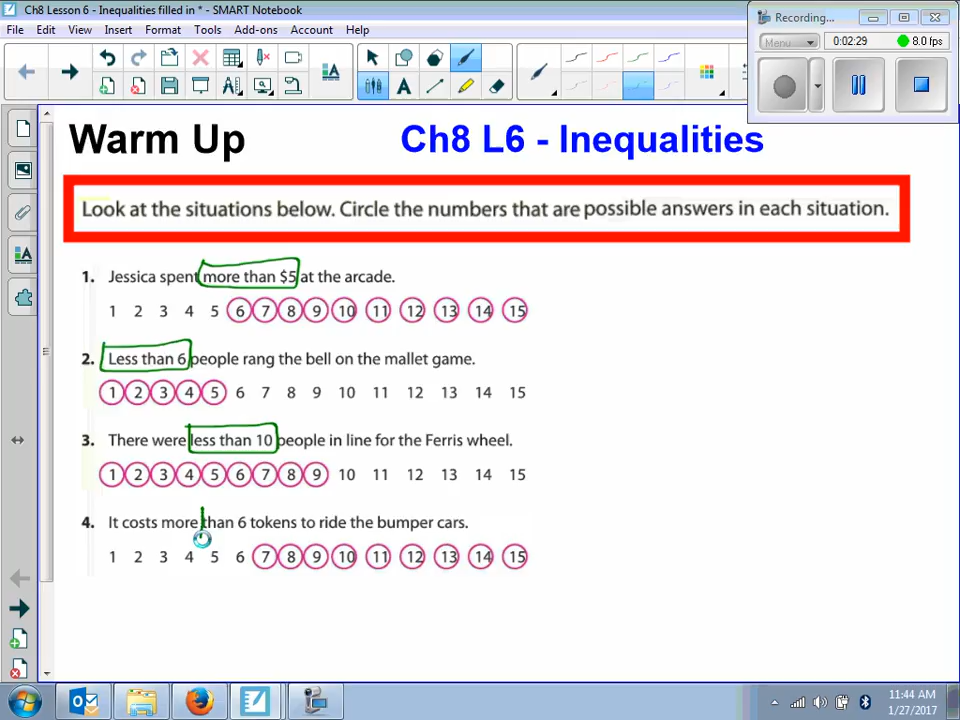 Ch8 Lesson 6 - Inequalities filled in * - SMART Notebook
Recording...
File Edit View Insert Format Tools Add-ons Account Help
Menu 0:02:29 8.0 fps
Warm Up Ch8 L6 - Inequalities
Look at the situations below. Circle the numbers that are possible answers in each situation.
1. Jessica spent more than $5 at the arcade.
1 2 3 4 5 6 7 8 9 10 11 12 13 14 15
2. Less than 6 people rang the bell on the mallet game.
1 2 3 4 5 6 7 8 9 10 11 12 13 14 15
3. There were less than 10 people in line for the Ferris wheel.
1 2 3 4 5 6 7 8 9 10 11 12 13 14 15
4. It costs more than 6 tokens to ride the bumper cars.
1 2 3 4 5 6 7 8 9 10 11 12 13 14 15
11:44 AM
1/27/2017